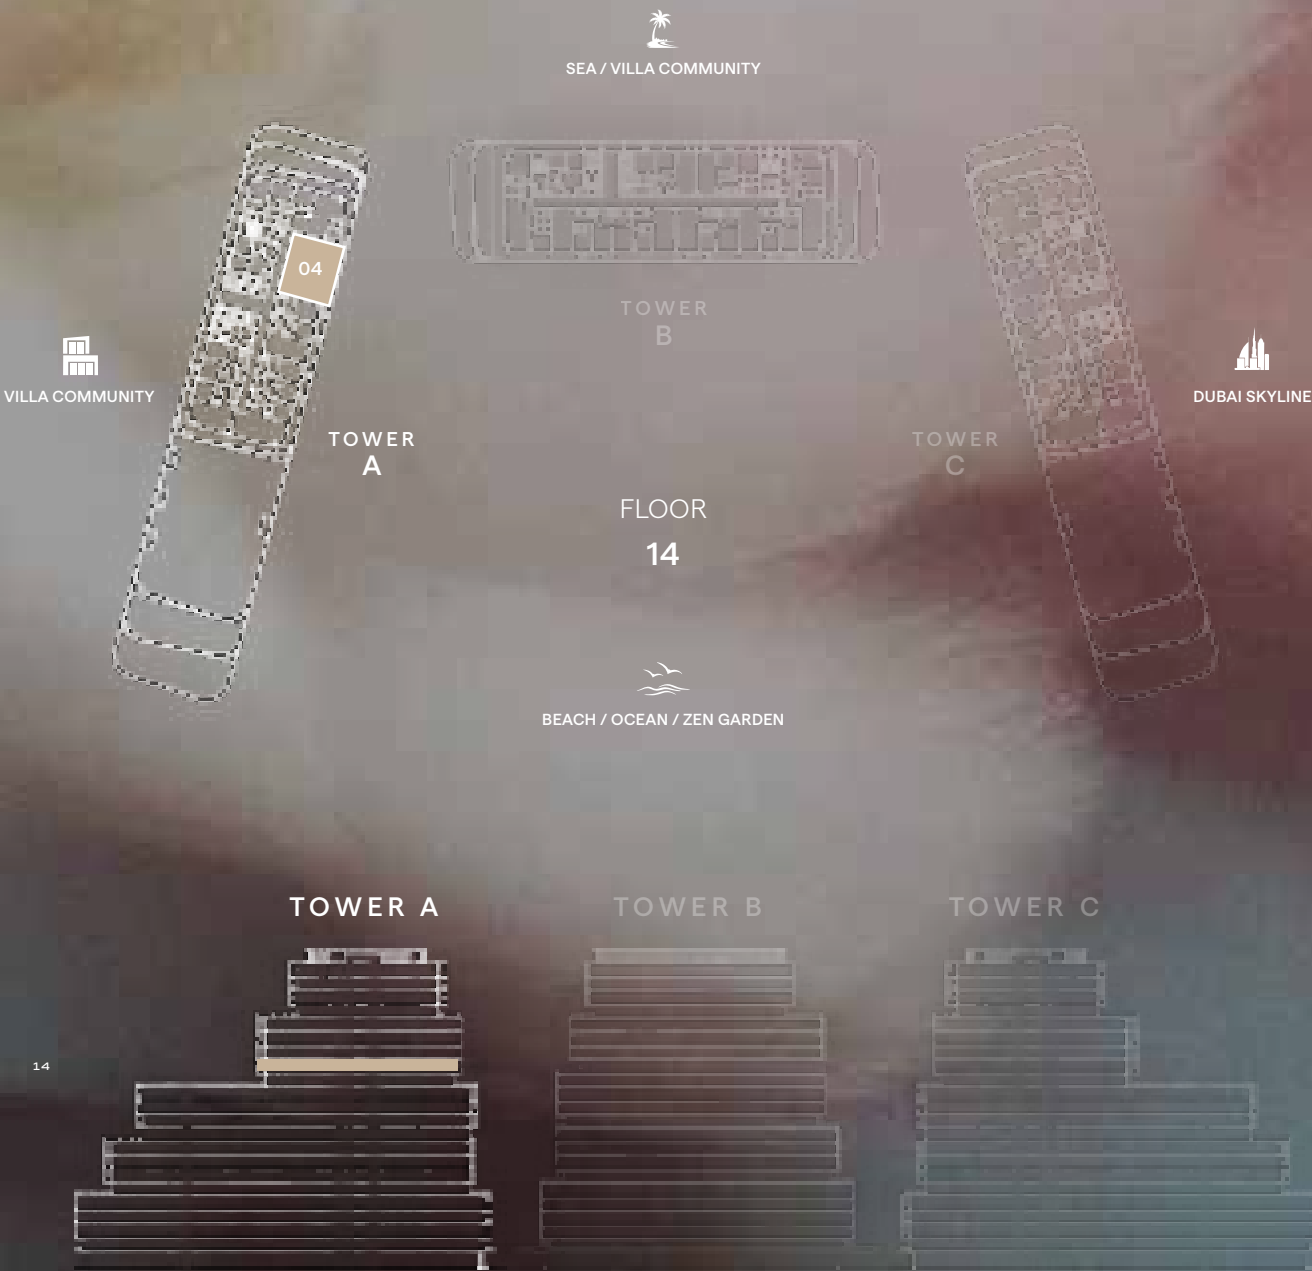 SEA / VILLA COMMUNITY
04
TOWER
B
VILLA COMMUNITY
DUBAI SKYLINE
TOWER
A
TOWER
C
FLOOR
14
BEACH / OCEAN / ZEN GARDEN
TOWER A
TOWER B
TOWER C
14